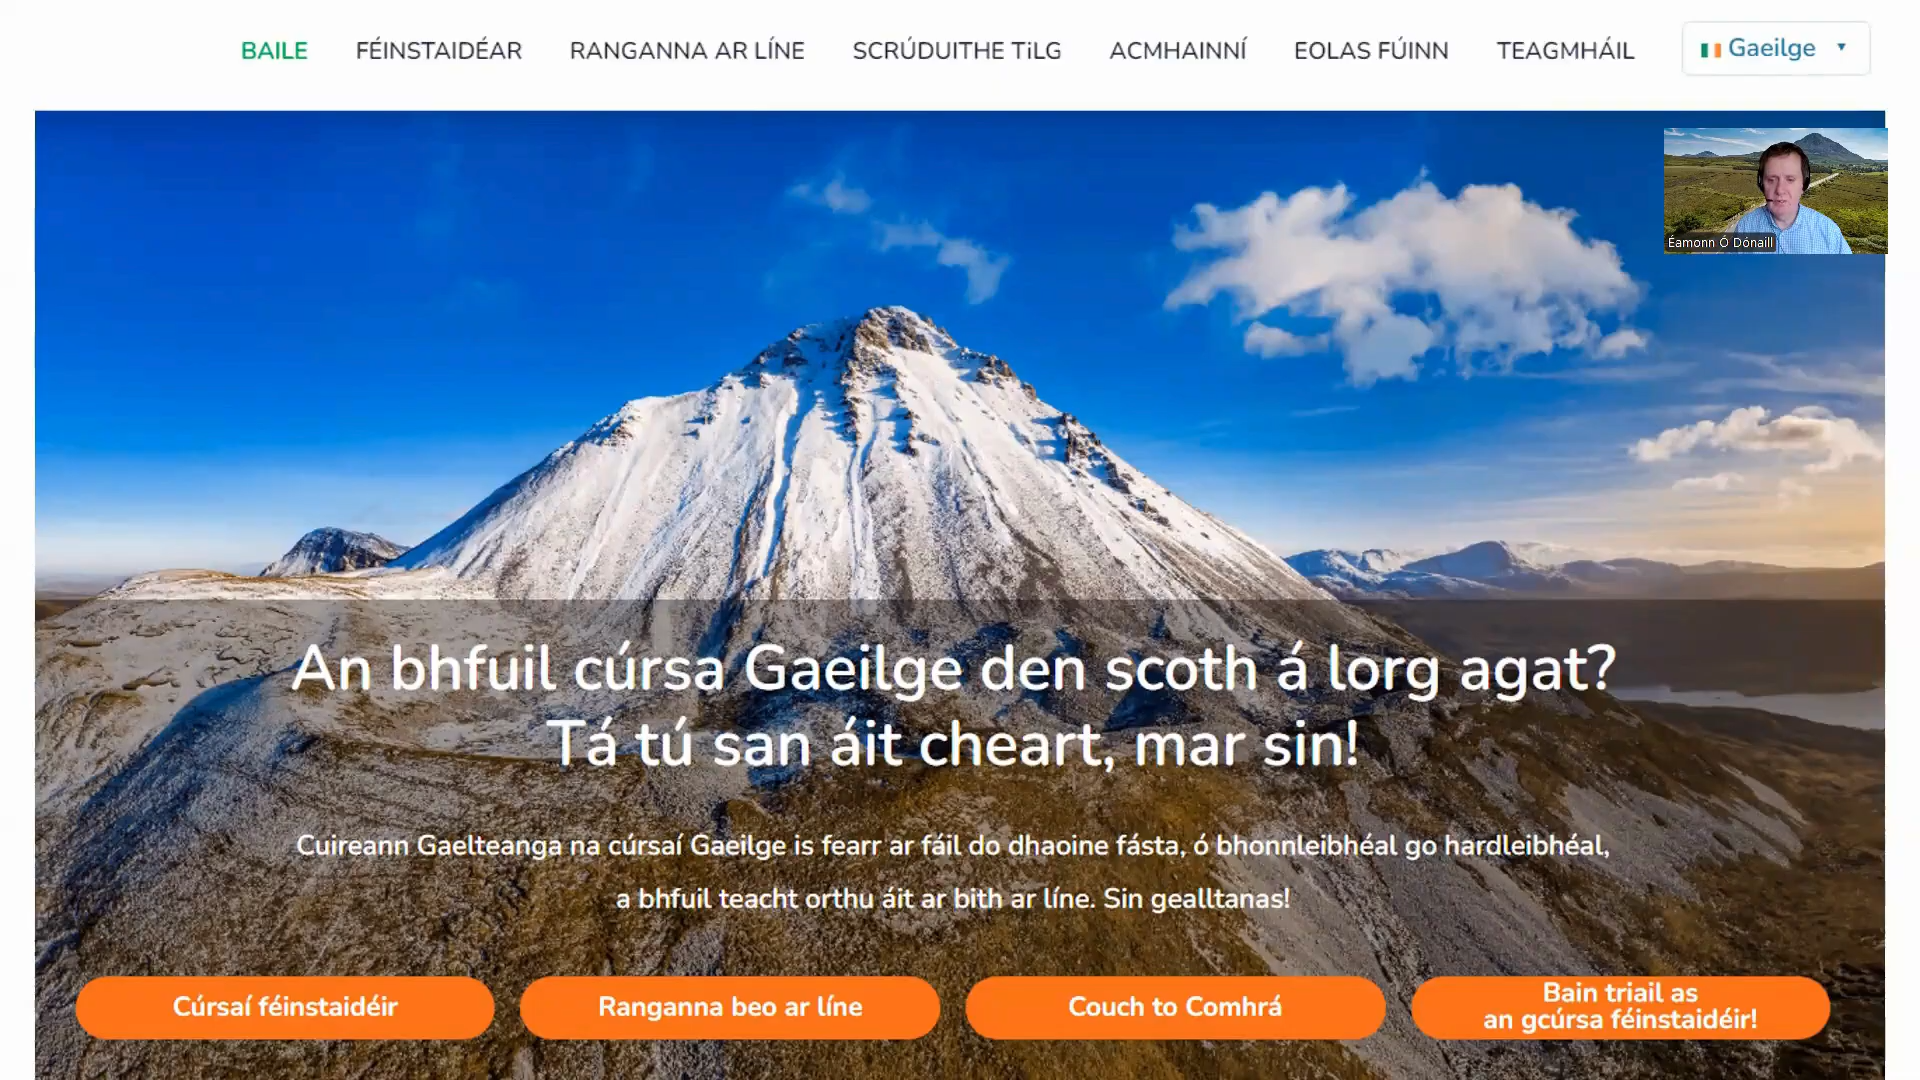 BAILE
FÉINSTAIDÉAR
RANGANNA AR LÍNE
SCRÚDUITHE TiLG
ACMHAINNÍ
EOLAS FÚINN
TEAGMHÁIL
Gaeilge
Éamonn Ó Dónaill
An bhfuil cúrsa Gaeilge den scoth á lorg agat?
Tá tú san áit cheart, mar sin!
Cuireann Gaelteanga na cúrsaí Gaeilge is fearr ar fáil do dhaoine fásta, ó bhonnleibhéal go hardleibhéal,
a bhfuil teacht orthu áit ar bith ar líne. Sin gealltanas!
Cúrsaí féinstaidéir
Ranganna beo ar líne
Couch to Comhrá
Bain triail as
an gcúrsa féinstaidéir!